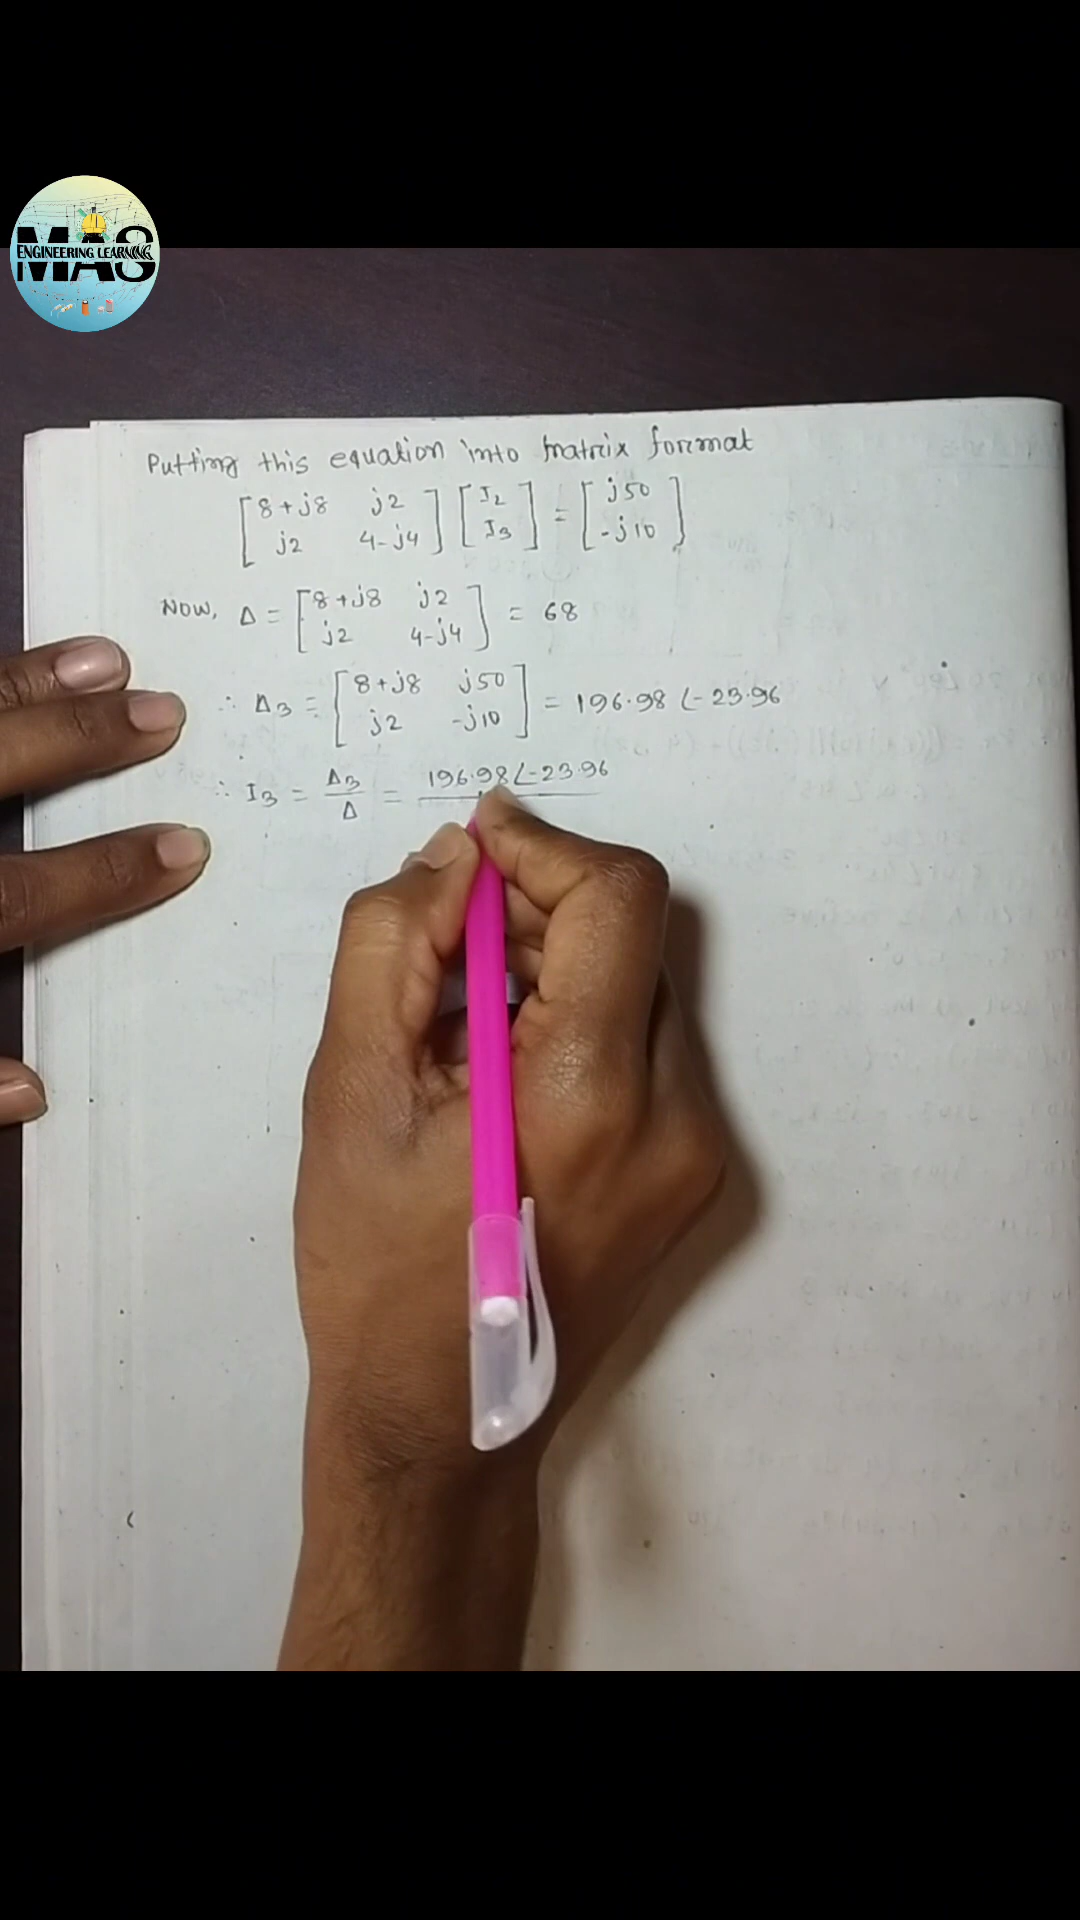 MAS
ENGINEERING LEARNING
Putting this equation into matrix format
[8+j8 j2; j2 4-j4] [I2; I3] = [j50; -j10]
Now, Δ = [8+j8 j2; j2 4-j4] = 68
∴ Δ3 = [8+j8 j50; j2 -j10] = 196.98 ∠-23.96
∴ I3 = Δ3/Δ = 196.98∠-23.96